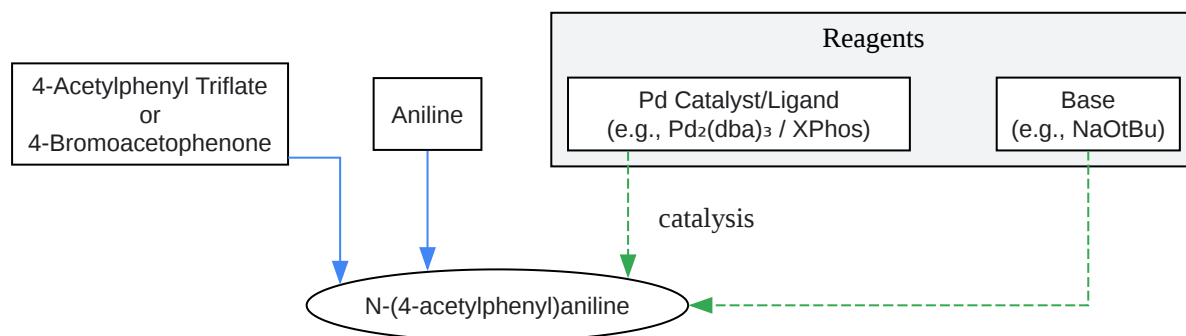 Reagents
4-Acetylphenyl Triflate
or
4-Bromoacetophenone
Aniline
Pd Catalyst/Ligand
(e.g., Pd₂(dba)₃ / XPhos)
Base
(e.g., NaOtBu)
catalysis
N-(4-acetylphenyl)aniline